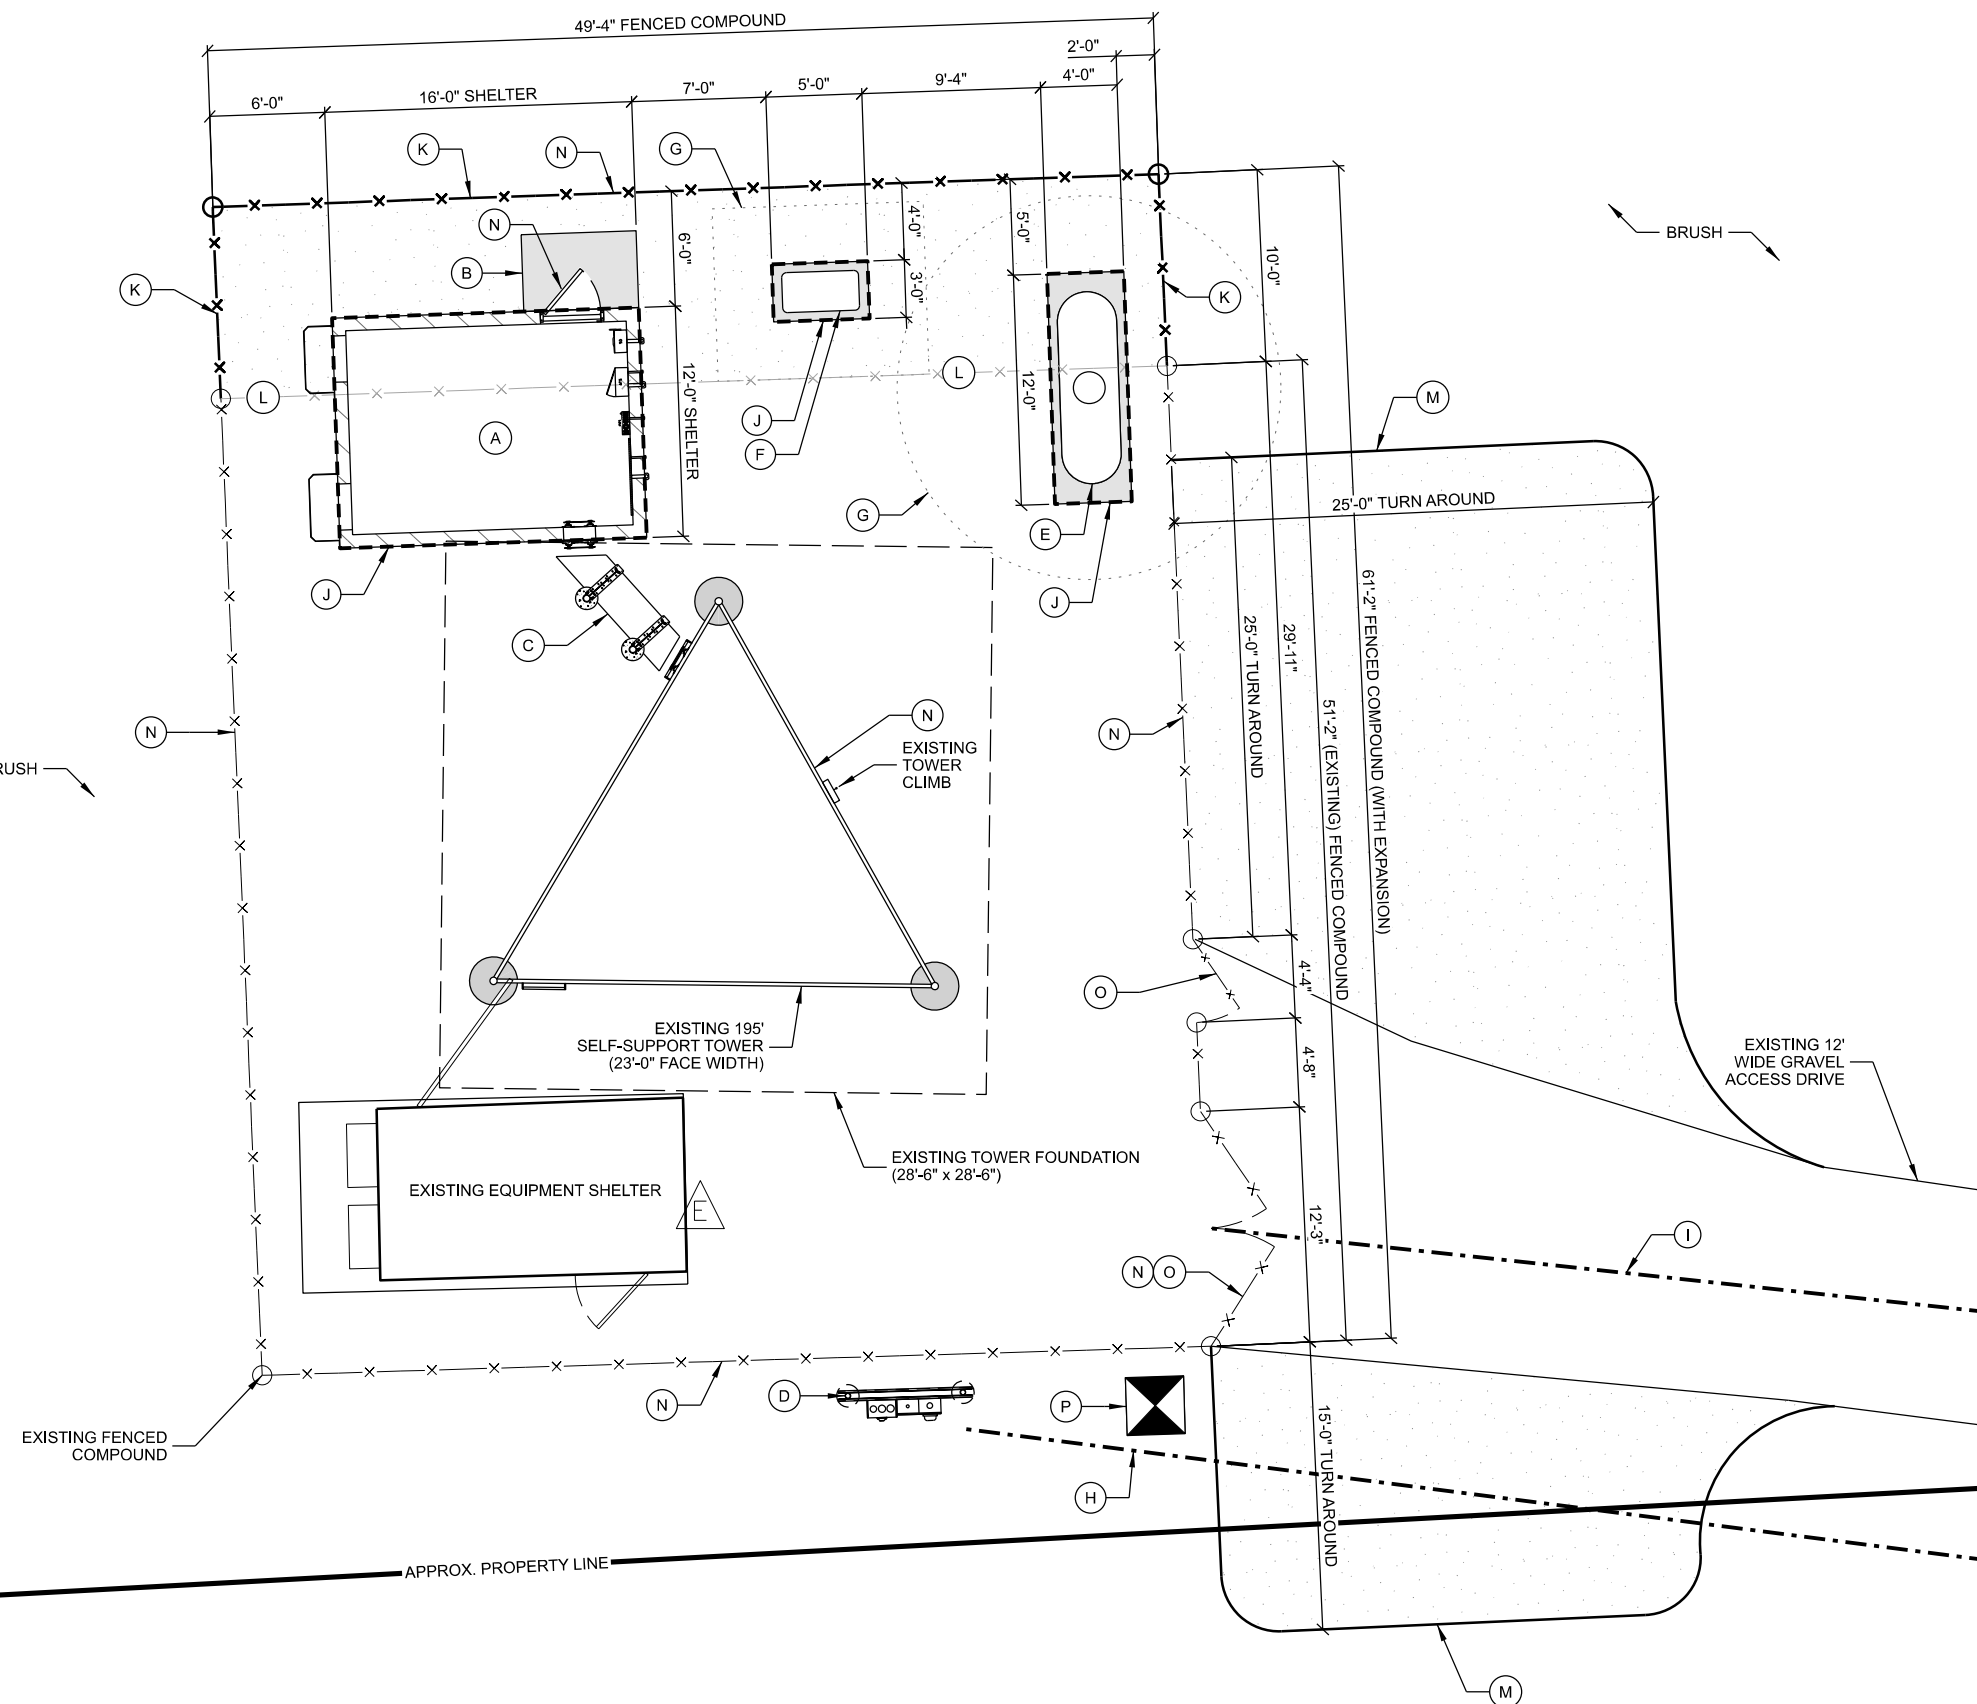 49'-4" FENCED COMPOUND
2'-0"
6'-0"
16'-0" SHELTER
7'-0"
5'-0"
9'-4"
4'-0"
K
N
G
N
B
K
6'-0"
4'-0"
3'-0"
5'-0"
10'-0"
BRUSH
K
L
A
12'-0" SHELTER
J
F
L
12'-0"
M
G
E
J
25'-0" TURN AROUND
J
C
N
25'-0" TURN AROUND
29'-11"
51'-2" (EXISTING) FENCED COMPOUND
61'-2" FENCED COMPOUND (WITH EXPANSION)
N
N
EXISTING
TOWER
CLIMB
RUSH
O
4'-4"
EXISTING 195'
SELF-SUPPORT TOWER
(23'-0" FACE WIDTH)
4'-8"
EXISTING 12'
WIDE GRAVEL
ACCESS DRIVE
EXISTING TOWER FOUNDATION
(28'-6" x 28'-6")
EXISTING EQUIPMENT SHELTER
E
12'-3"
I
N O
N
D
P
EXISTING FENCED
COMPOUND
H
15'-0" TURN AROUND
APPROX. PROPERTY LINE
M